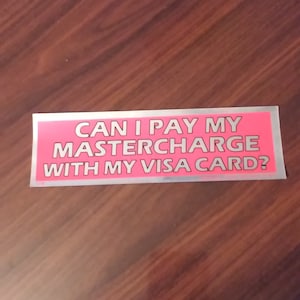 CAN I PAY MY
MASTERCHARGE
WITH MY VISA CARD?